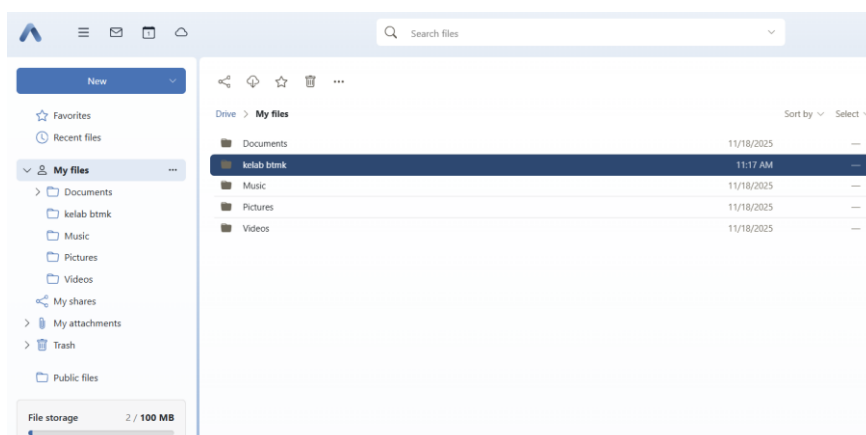 Search files
New
Favorites
Recent files
My files
Documents
kelab btmk
Music
Pictures
Videos
My shares
My attachments
Trash
Public files
File storage 2 / 100 MB
Drive > My files
Sort by Select
Documents 11/18/2025 —
kelab btmk 11:17 AM —
Music 11/18/2025 —
Pictures 11/18/2025 —
Videos 11/18/2025 —